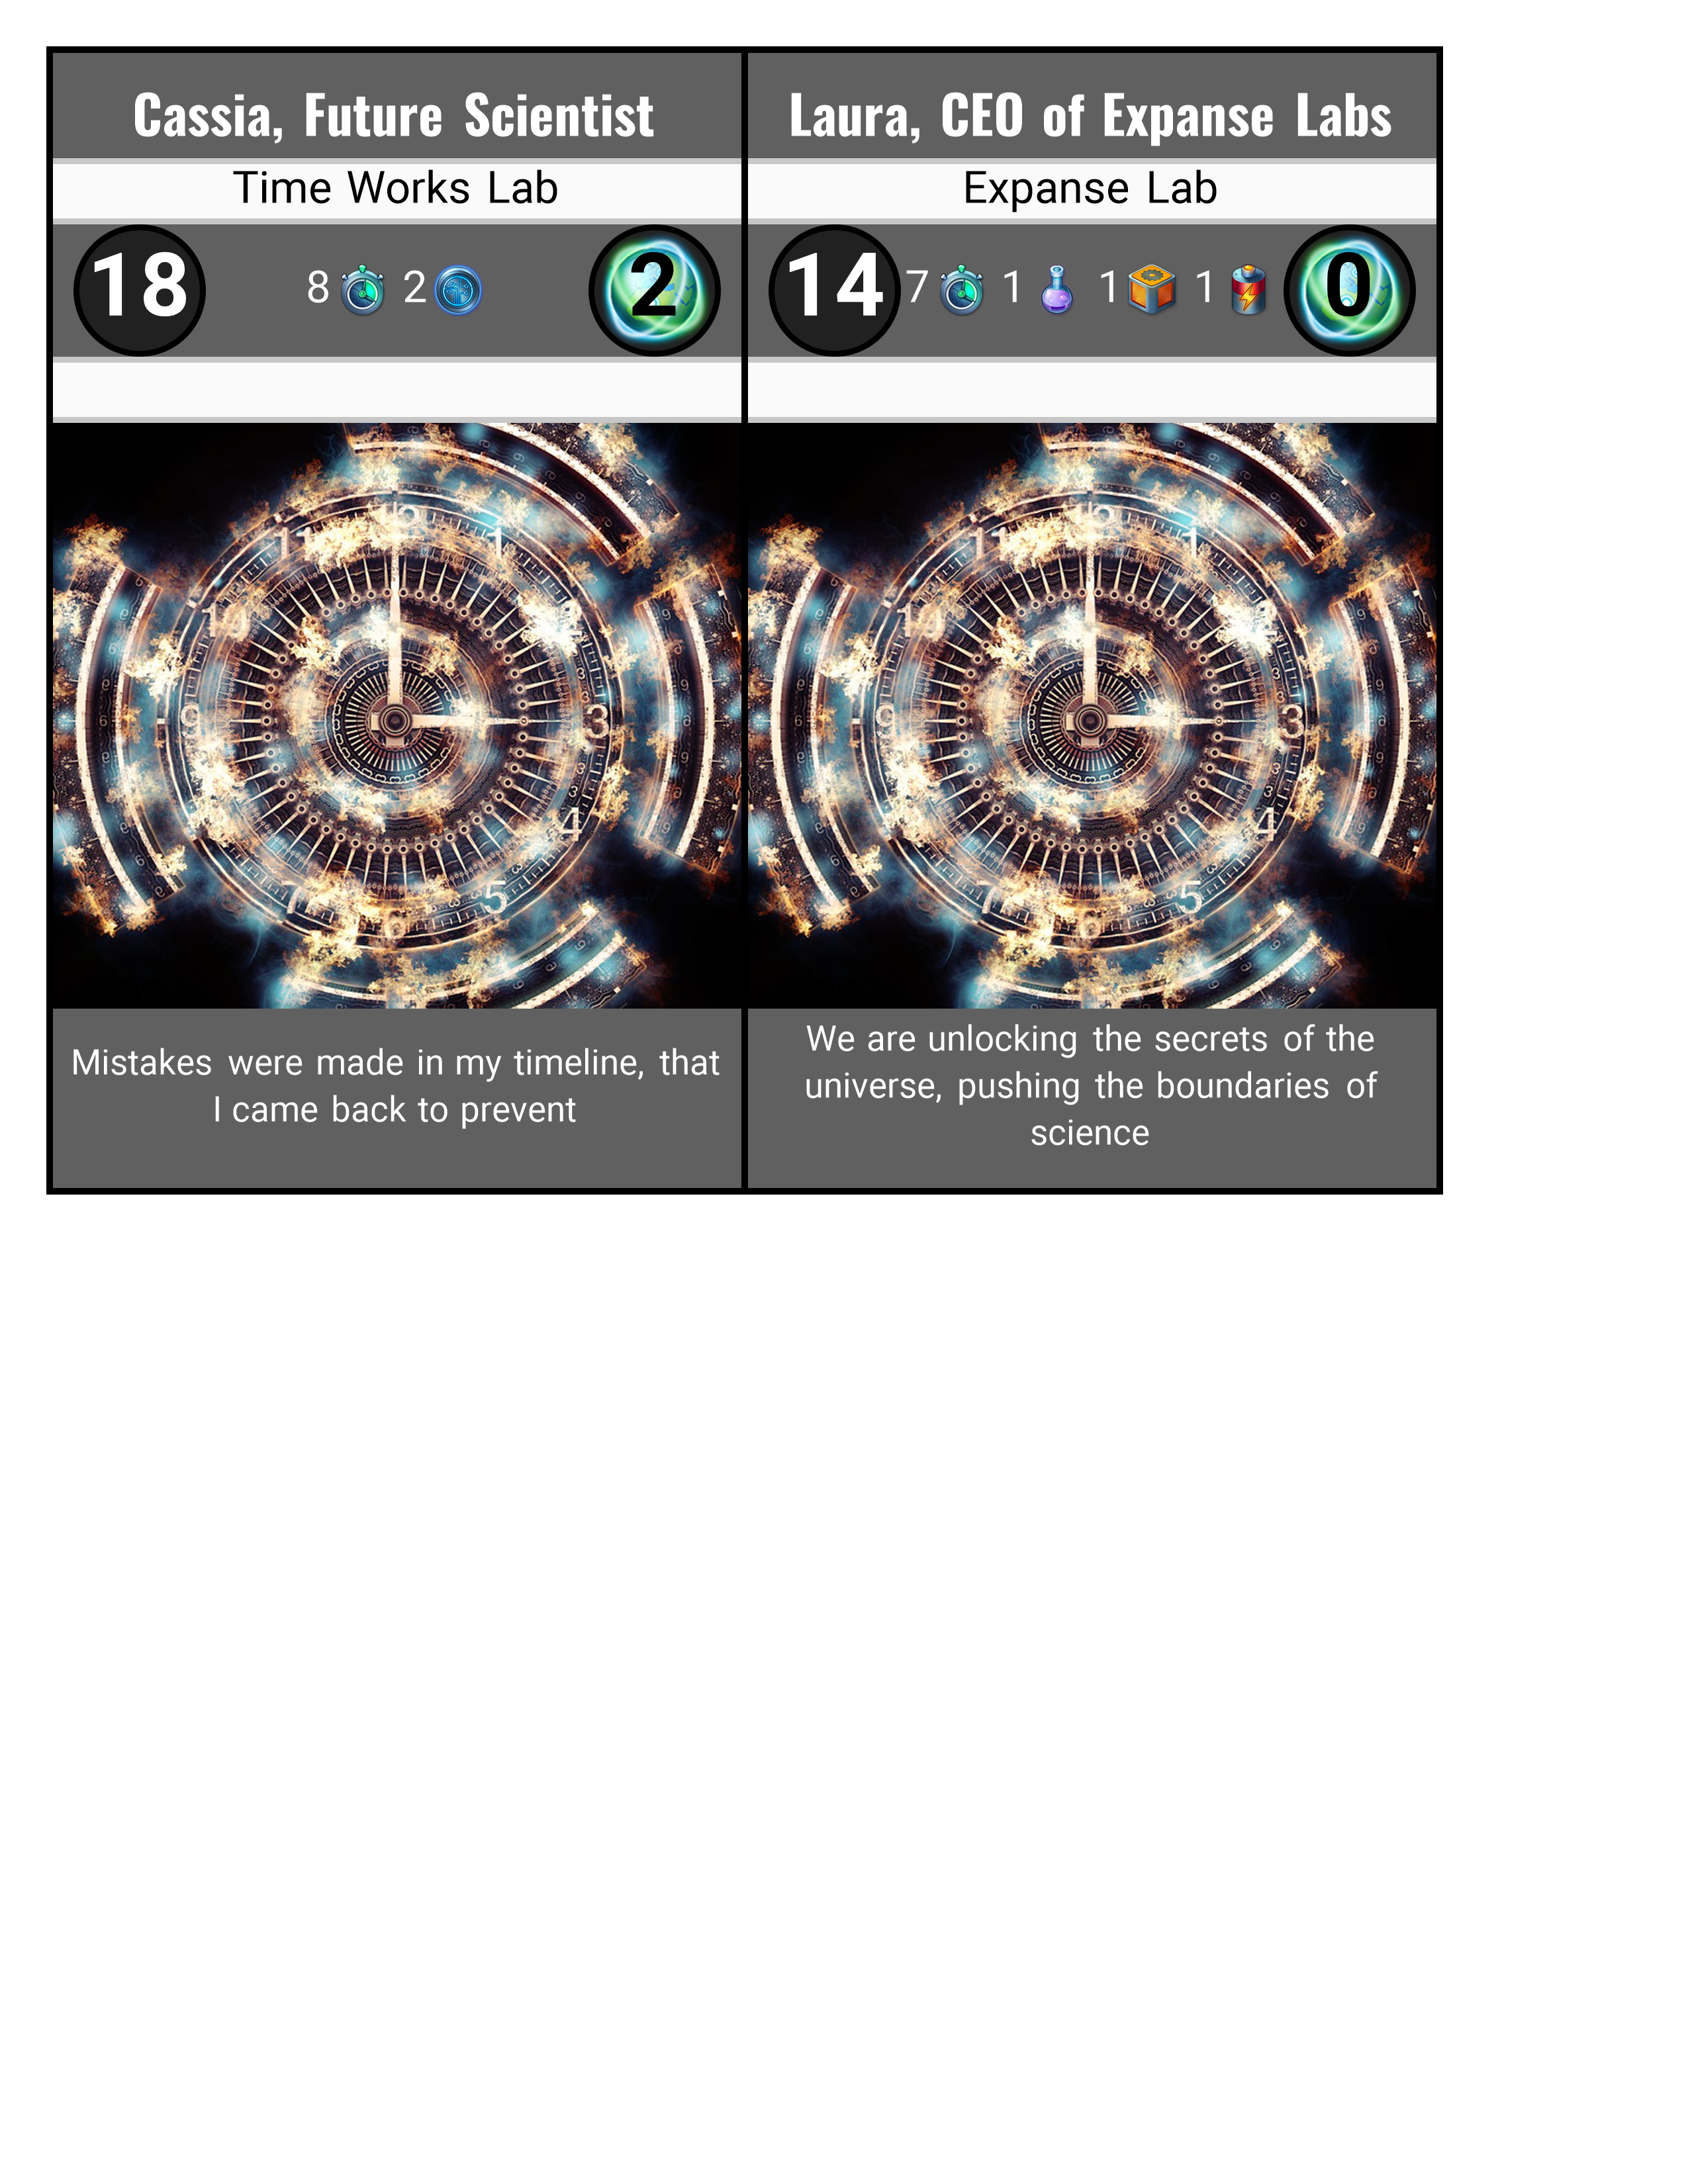 Cassia, Future Scientist
Time Works Lab
18 8 2 2
Mistakes were made in my timeline, that
I came back to prevent
Laura, CEO of Expanse Labs
Expanse Lab
14 7 1 1 1 0
We are unlocking the secrets of the
universe, pushing the boundaries of
science